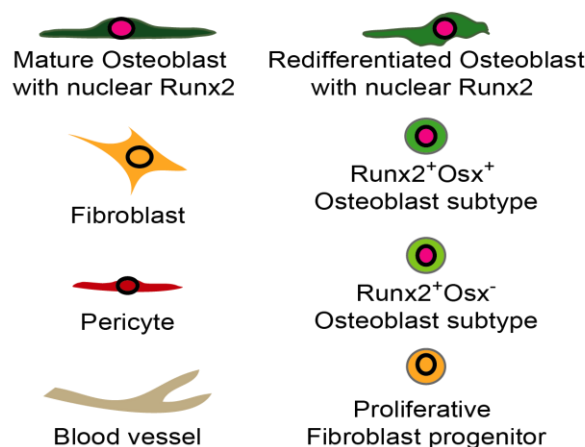 Mature Osteoblast
with nuclear Runx2
Redifferentiated Osteoblast
with nuclear Runx2
Fibroblast
Runx2⁺Osx⁺
Osteoblast subtype
Pericyte
Runx2⁺Osx⁻
Osteoblast subtype
Blood vessel
Proliferative
Fibroblast progenitor